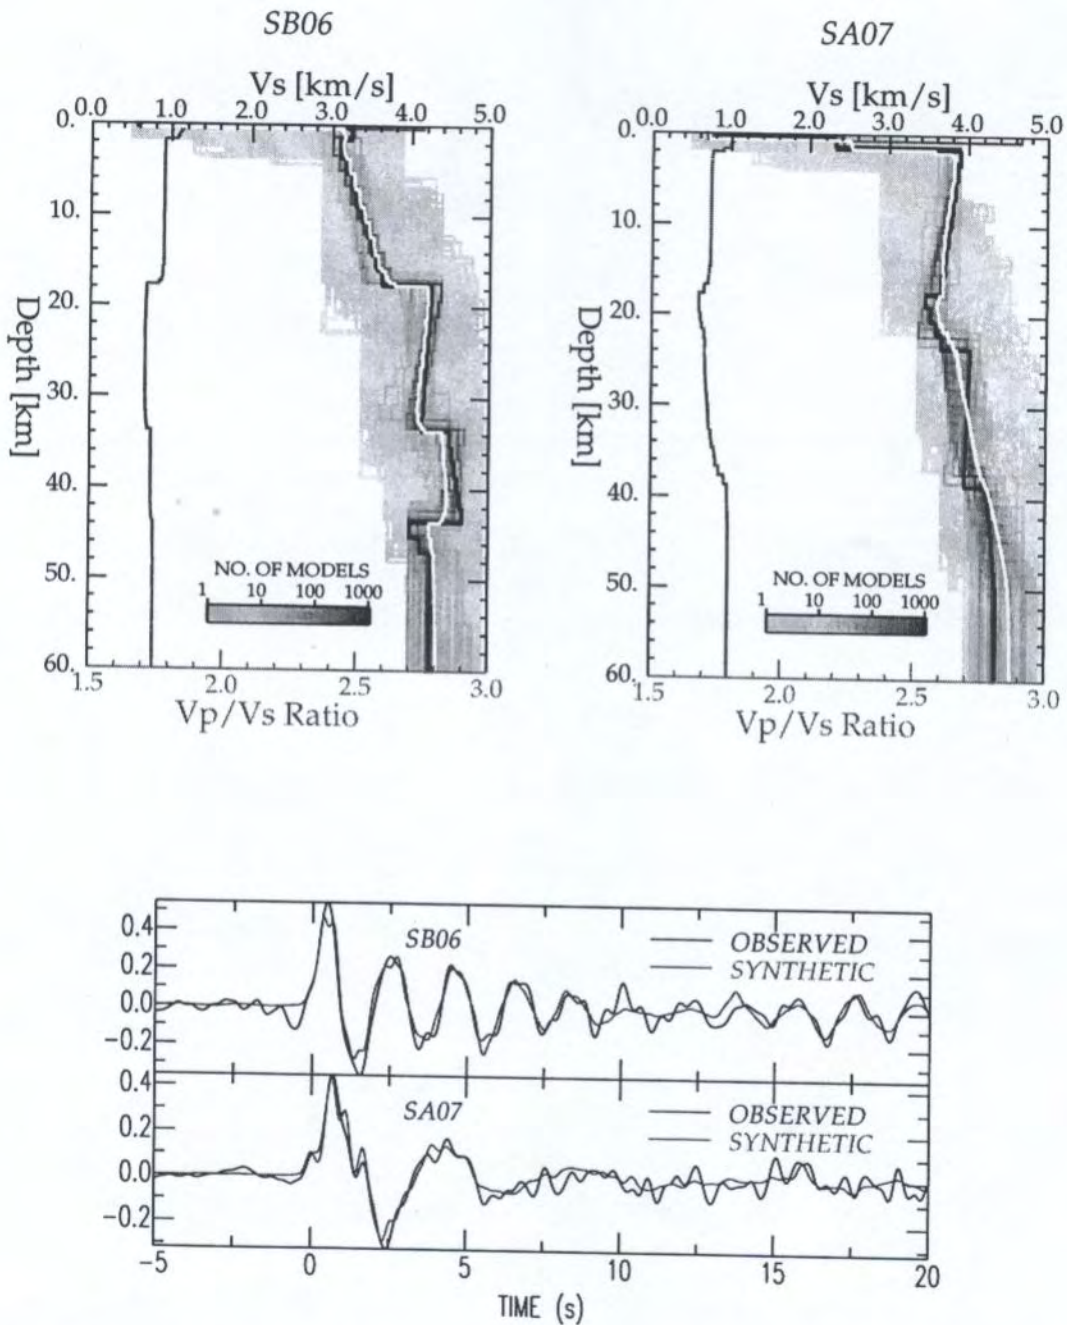 SB06
Vs [km/s]
0.0 1.0 2.0 3.0 4.0 5.0
0.
10.
20.
30.
40.
50.
60.
Depth [km]
NO. OF MODELS
1 10 100 1000
1.5 2.0 2.5 3.0
Vp/Vs Ratio
SA07
Vs [km/s]
0.0 1.0 2.0 3.0 4.0 5.0
0.
10.
20.
30.
40.
50.
60.
Depth [km]
NO. OF MODELS
1 10 100 1000
1.5 2.0 2.5 3.0
Vp/Vs Ratio
0.4
0.2
0.0
-0.2
SB06
OBSERVED
SYNTHETIC
0.4
0.2
0.0
-0.2
SA07
OBSERVED
SYNTHETIC
-5 0 5 10 15 20
TIME (s)